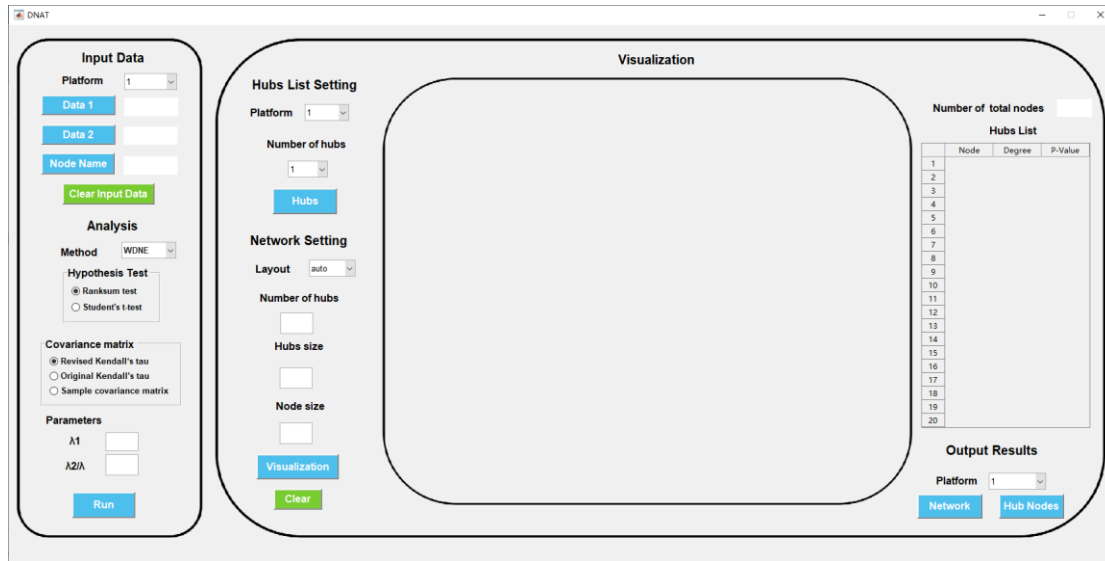 DNAT
Input Data
Platform 1
Data 1
Data 2
Node Name
Clear Input Data
Analysis
Method WDNE
Hypothesis Test
Ranksum test
Student's t-test
Covariance matrix
Revised Kendall's tau
Original Kendall's tau
Sample covariance matrix
Parameters
λ1
λ2/λ
Run
Visualization
Hubs List Setting
Platform 1
Number of hubs
1
Hubs
Network Setting
Layout auto
Number of hubs
Hubs size
Node size
Visualization
Clear
Number of total nodes
Hubs List
Node Degree P-Value
1
2
3
4
5
6
7
8
9
10
11
12
13
14
15
16
17
18
19
20
Output Results
Platform 1
Network Hub Nodes